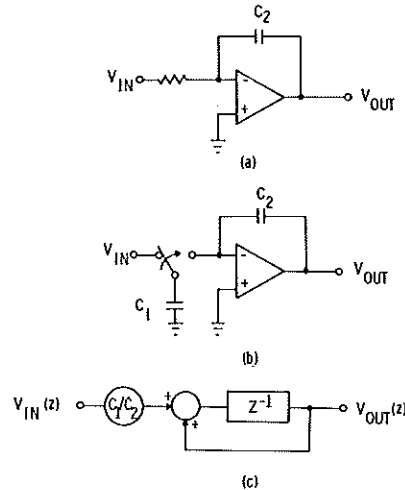 C2
VIN
-
+
VOUT
(a)
C2
VIN
-
+
C1
VOUT
(b)
VIN(z)
C1/C2
+
+
Z-1
VOUT(z)
(c)